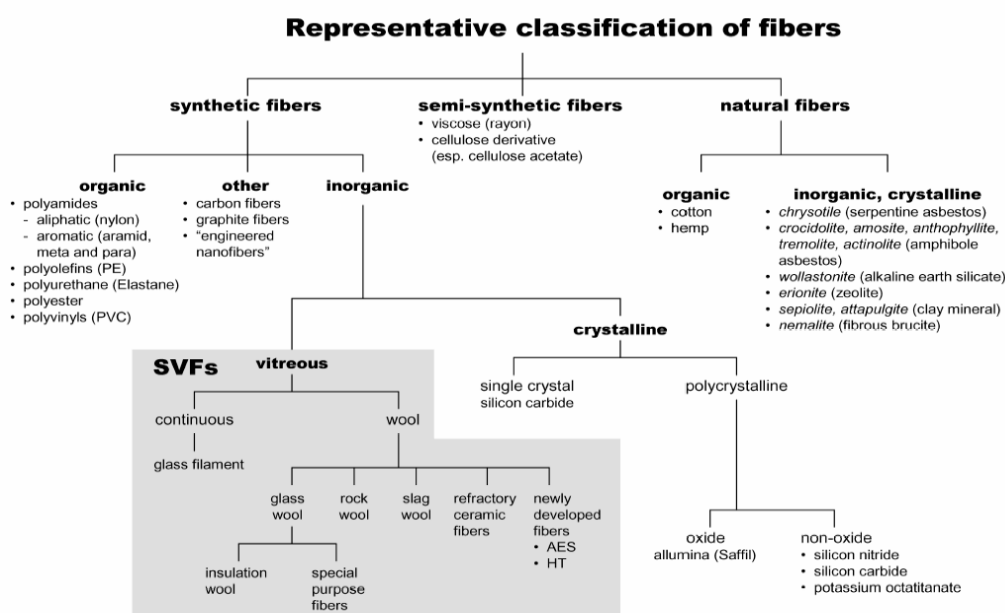 Representative classification of fibers
synthetic fibers
semi-synthetic fibers
• viscose (rayon)
• cellulose derivative
(esp. cellulose acetate)
natural fibers
organic
• polyamides
- aliphatic (nylon)
- aromatic (aramid,
meta and para)
• polyolefins (PE)
• polyurethane (Elastane)
• polyester
• polyvinyls (PVC)
other
• carbon fibers
• graphite fibers
• “engineered
nanofibers”
inorganic
organic
• cotton
• hemp
inorganic, crystalline
• chrysotile (serpentine asbestos)
• crocidolite, amosite, anthophyllite,
tremolite, actinolite (amphibole
asbestos)
• wollastonite (alkaline earth silicate)
• erionite (zeolite)
• sepiolite, attapulgite (clay mineral)
• nemalite (fibrous brucite)
SVFs
vitreous
crystalline
continuous
wool
single crystal
silicon carbide
polycrystalline
glass filament
glass
wool
rock
wool
slag
wool
refractory
ceramic
fibers
newly
developed
fibers
• AES
• HT
insulation
wool
special
purpose
fibers
oxide
allumina (Saffil)
non-oxide
• silicon nitride
• silicon carbide
• potassium octatitanate